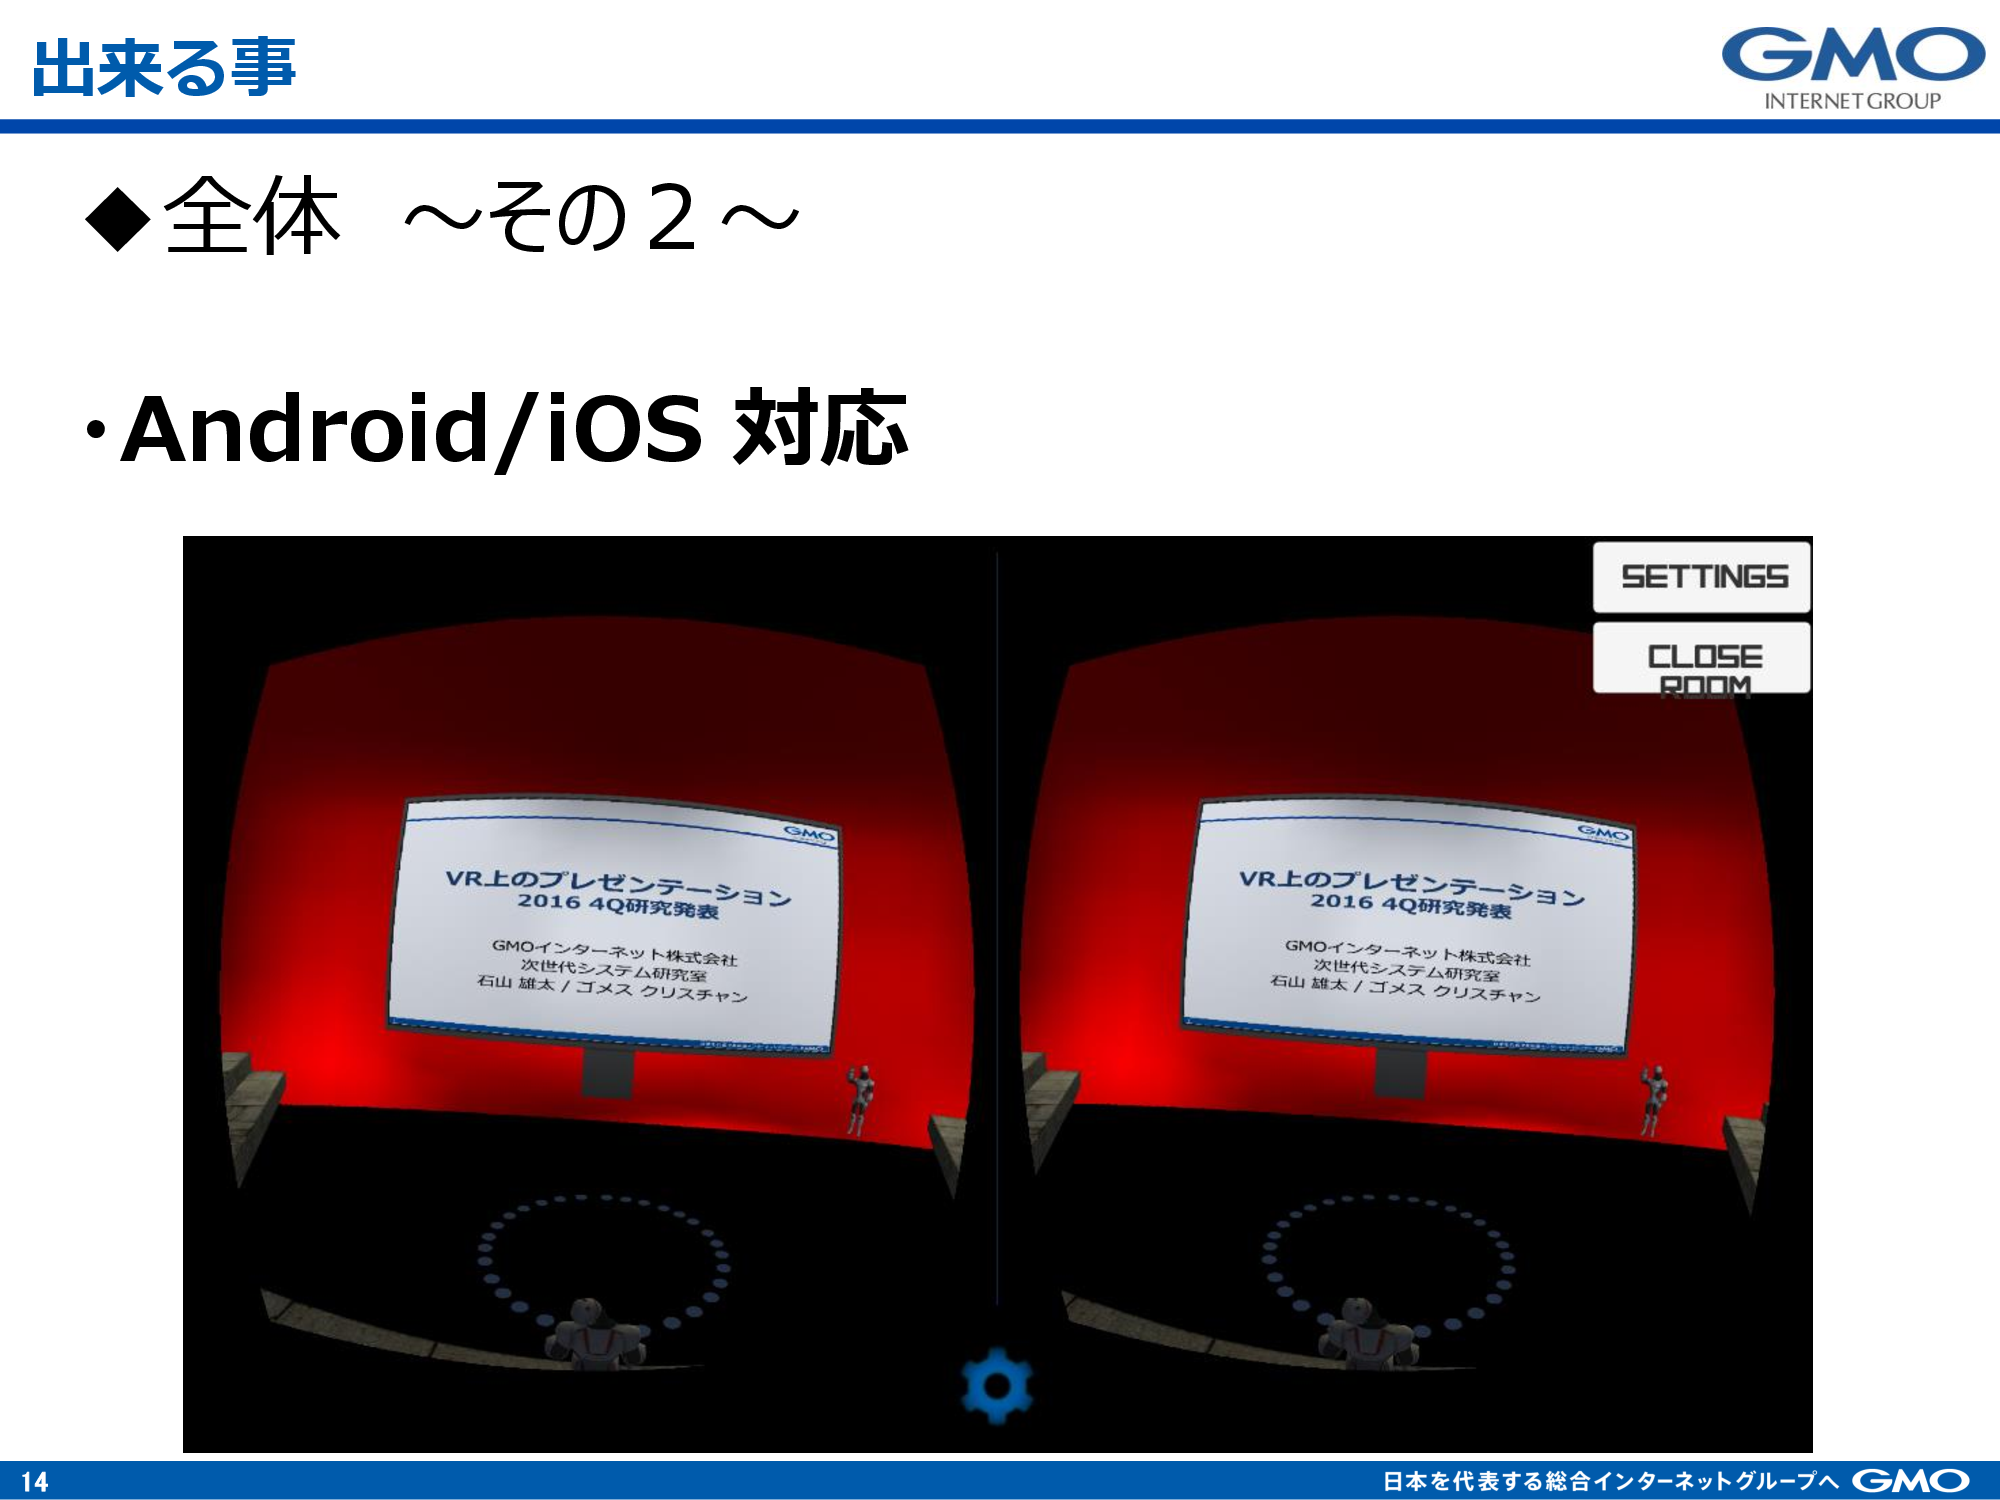 出来る事
GMO
INTERNET GROUP
◆全体　～その２～
・Android/iOS 対応
SETTINGS
CLOSE
ROOM
GMO
VR上のプレゼンテーション
2016 4Q研究発表
GMOインターネット株式会社
次世代システム研究室
石山 雄太 / ゴメス クリスチャン
GMO
VR上のプレゼンテーション
2016 4Q研究発表
GMOインターネット株式会社
次世代システム研究室
石山 雄太 / ゴメス クリスチャン
14
日本を代表する総合インターネットグループへ GMO